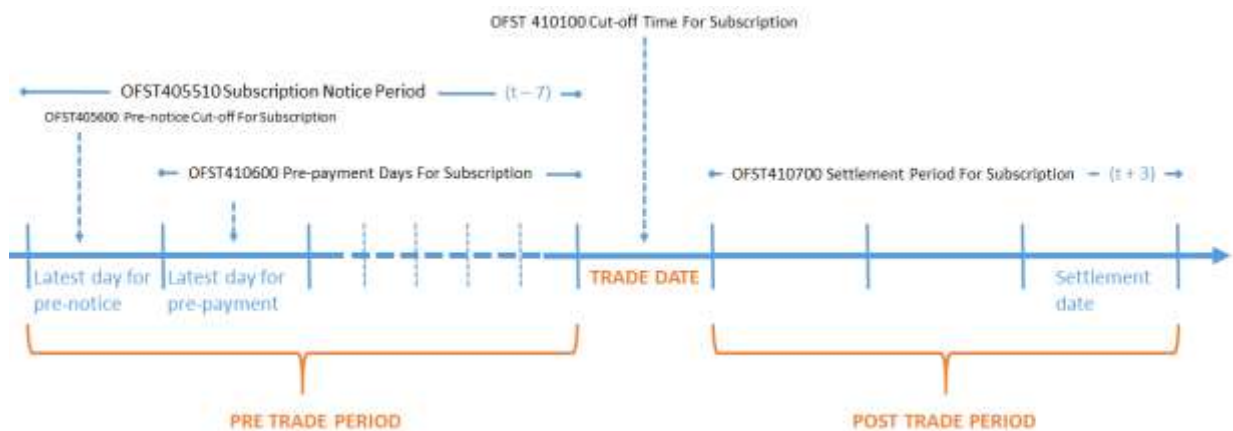 OFST 410100 Cut-off Time For Subscription
OFST405510 Subscription Notice Period (t – 7)
OFST405600 Pre-notice Cut-off For Subscription
OFST410600 Pre-payment Days For Subscription
OFST410700 Settlement Period For Subscription (t + 3)
Latest day for
pre-notice
Latest day for
pre-payment
TRADE DATE
Settlement
date
PRE TRADE PERIOD
POST TRADE PERIOD